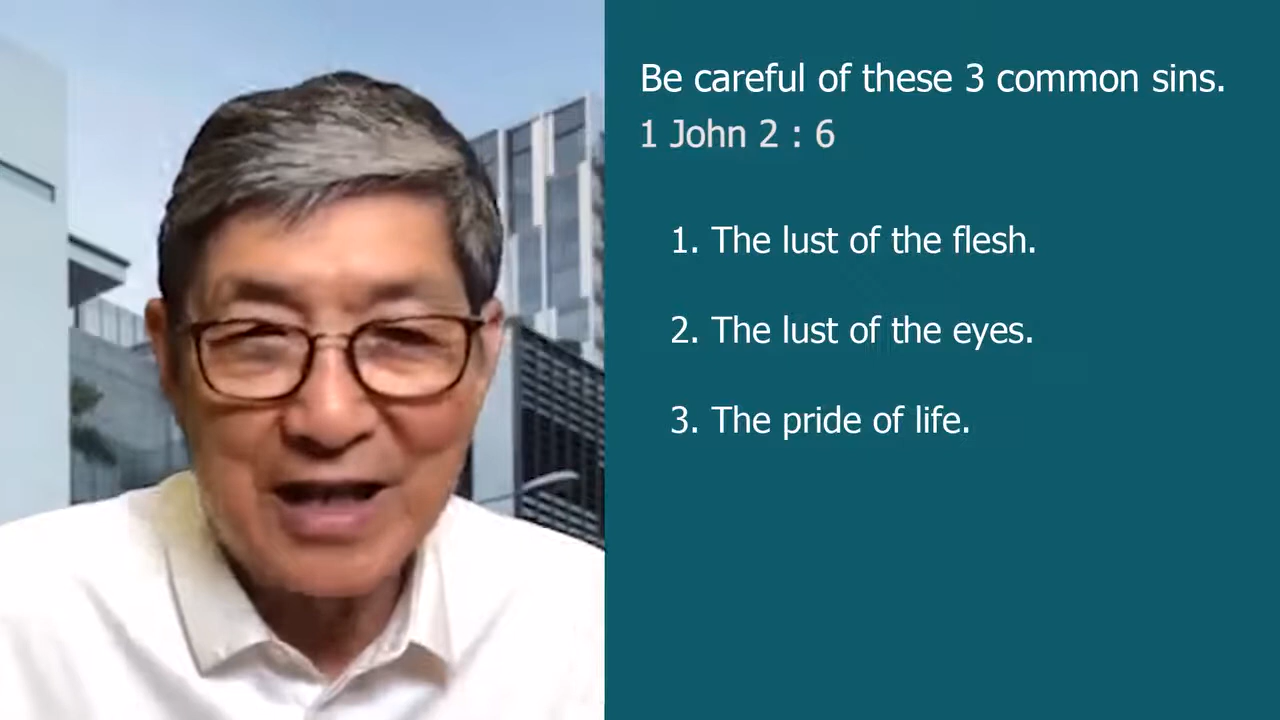 Be careful of these 3 common sins.
1 John 2 : 6
1. The lust of the flesh.
2. The lust of the eyes.
3. The pride of life.